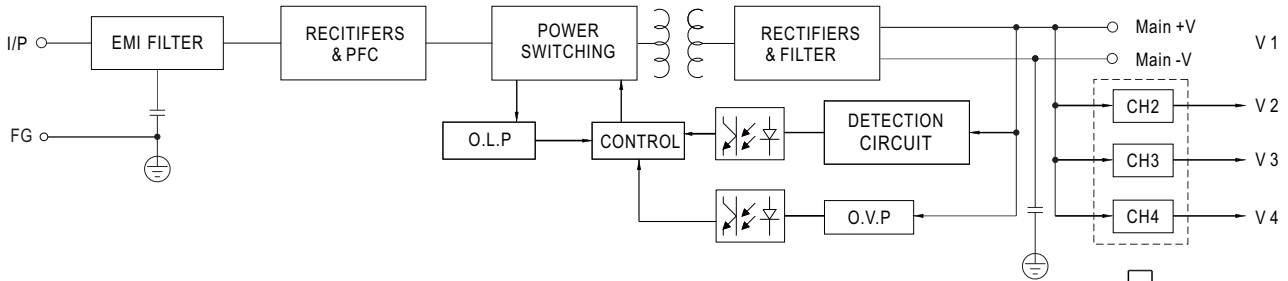 I/P
EMI FILTER
RECITIFERS
& PFC
POWER
SWITCHING
RECTIFIERS
& FILTER
Main +V
Main -V
V 1
FG
O.L.P
CONTROL
DETECTION
CIRCUIT
O.V.P
CH2
V 2
CH3
V 3
CH4
V 4